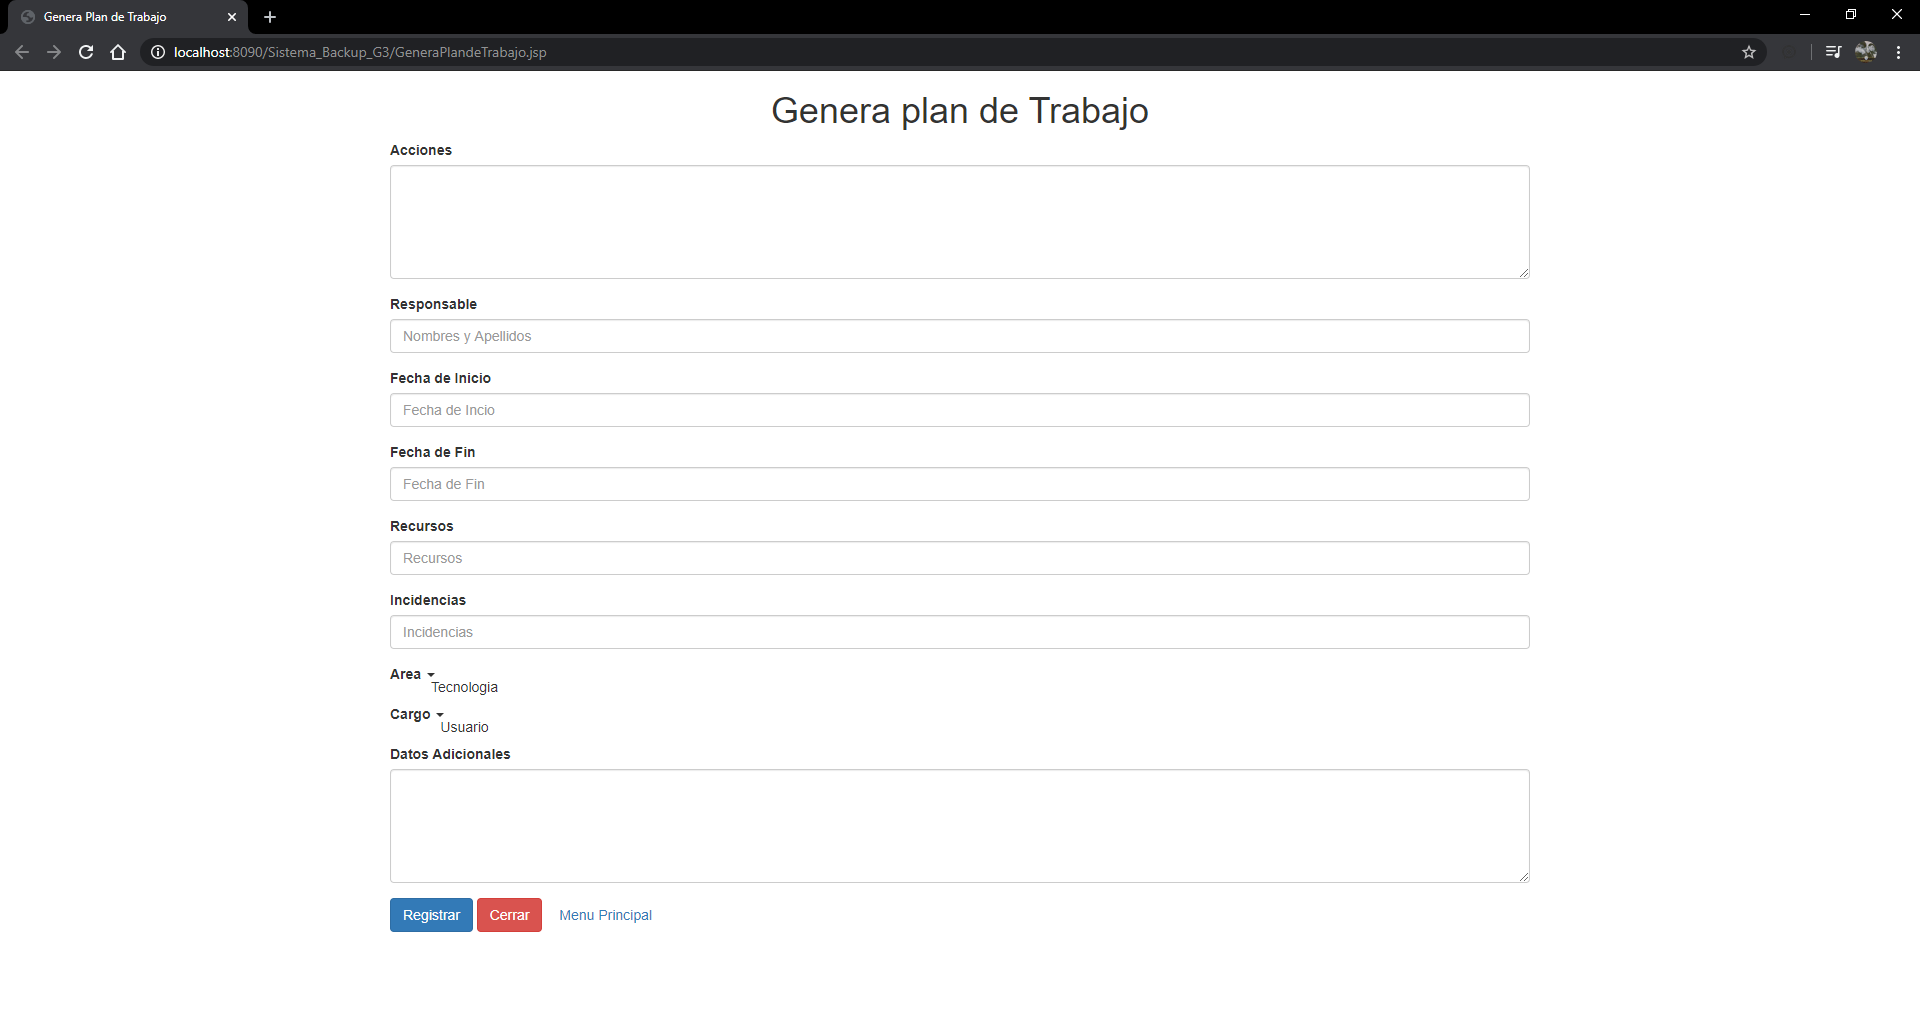 Genera Plan de Trabajo
localhost:8090/Sistema_Backup_G3/GeneraPlandeTrabajo.jsp
Genera plan de Trabajo
Acciones
Responsable
Nombres y Apellidos
Fecha de Inicio
Fecha de Incio
Fecha de Fin
Fecha de Fin
Recursos
Recursos
Incidencias
Incidencias
Area
Tecnologia
Cargo
Usuario
Datos Adicionales
Registrar Cerrar Menu Principal